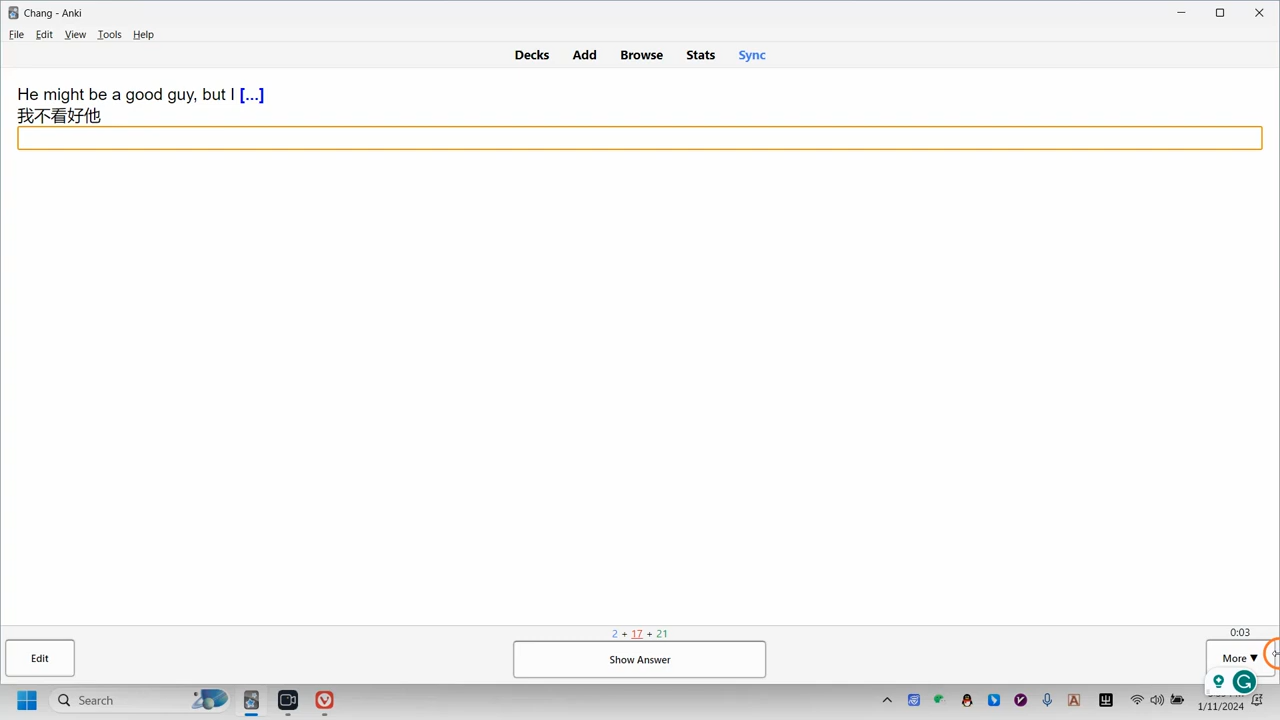 Chang - Anki
File Edit View Tools Help
Decks Add Browse Stats Sync
He might be a good guy, but I [...]
我不看好他
2 + 17 + 21
0:03
Edit
Show Answer
More ▼
Search
1/11/2024